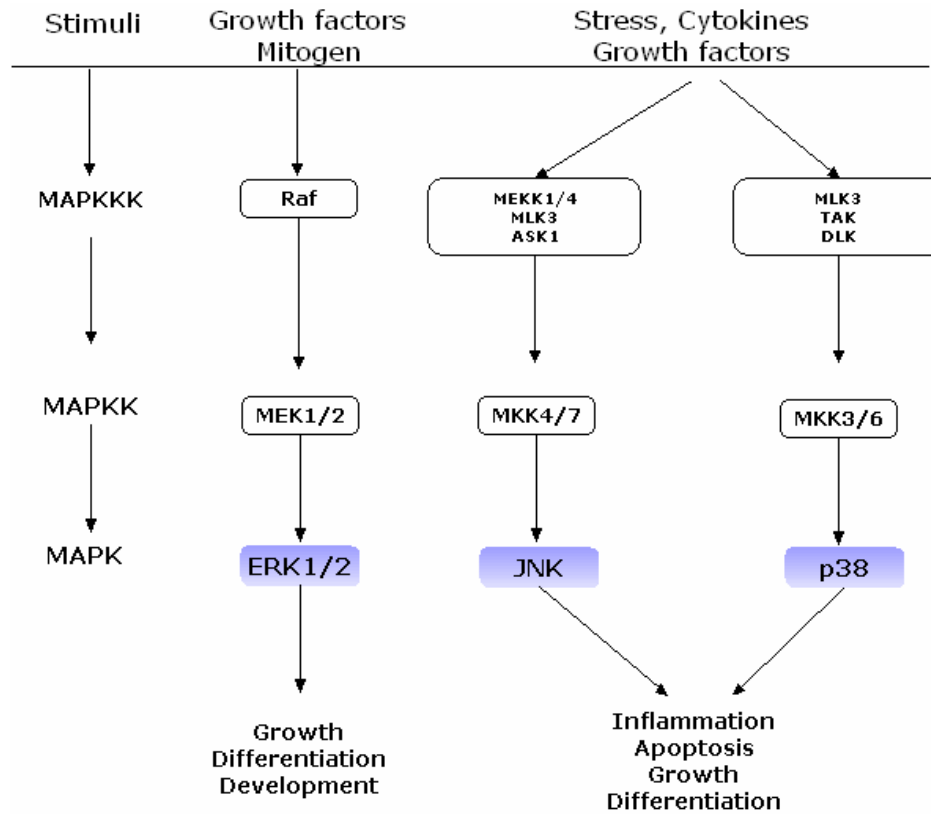 Stimuli
Growth factors
Mitogen
Stress, Cytokines
Growth factors
MAPKKK
Raf
MEKK1/4
MLK3
ASK1
MLK3
TAK
DLK
MAPKK
MEK1/2
MKK4/7
MKK3/6
MAPK
ERK1/2
JNK
p38
Growth
Differentiation
Development
Inflammation
Apoptosis
Growth
Differentiation